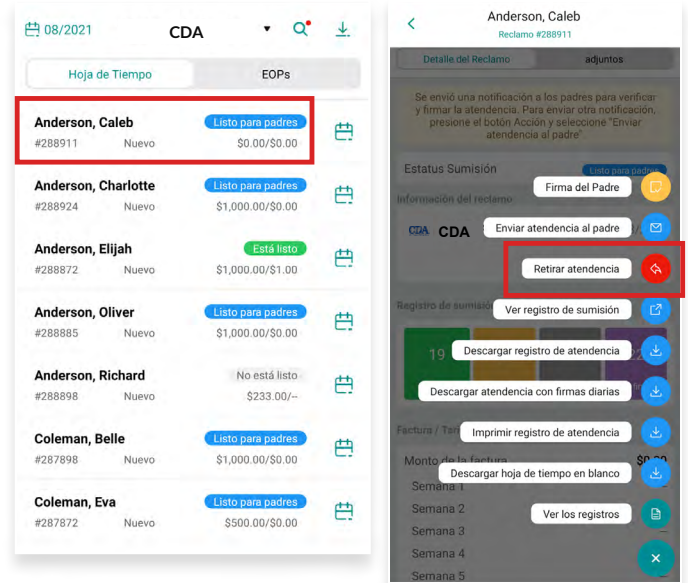 08/2021
CDA
Hoja de Tiempo
EOPs
Anderson, Caleb
Listo para padres
#288911
Nuevo
$0.00/$0.00
Anderson, Charlotte
Listo para padres
#288924
Nuevo
$1,000.00/$0.00
Anderson, Elijah
Está listo
#288872
Nuevo
$1,000.00/$1.00
Anderson, Oliver
Listo para padres
#288885
Nuevo
$1,000.00/$0.00
Anderson, Richard
No está listo
#288898
Nuevo
$233.00/--
Coleman, Belle
Listo para padres
#287898
Nuevo
$1,000.00/$0.00
Coleman, Eva
Listo para padres
#287872
Nuevo
$500.00/$0.00
Anderson, Caleb
Reclamo #288911
Detalle del Reclamo
adjuntos
Se envió una notificación a los padres para verificar
y firmar la atendencia. Para enviar otra notificación,
presione el botón Acción y seleccione "Enviar
atendencia al padre".
Estatus Sumisión
Listo para padres
Firma del Padre
Información del reclamo
CDA CDA
Enviar atendencia al padre
Retirar atendencia
Registro de sumisión
Ver registro de sumisión
19
22
Descargar registro de atendencia
Descargar atendencia con firmas diarias
Factura /
Imprimir registro de atendencia
Monto de la factura
$0.00
Descargar hoja de tiempo en blanco
Semana 1
Semana 2
Ver los registros
Semana 3
Semana 4
Semana 5